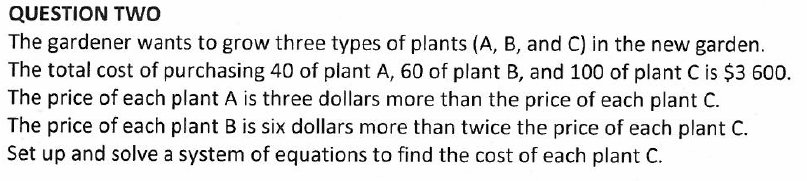 QUESTION TWO
The gardener wants to grow three types of plants (A, B, and C) in the new garden.
The total cost of purchasing 40 of plant A, 60 of plant B, and 100 of plant C is $3 600.
The price of each plant A is three dollars more than the price of each plant C.
The price of each plant B is six dollars more than twice the price of each plant C.
Set up and solve a system of equations to find the cost of each plant C.